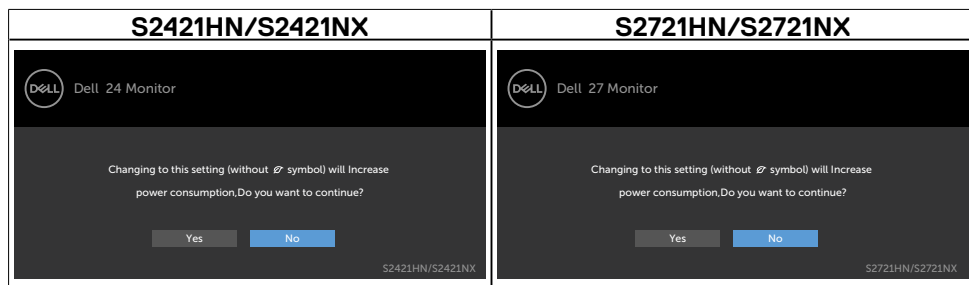 S2421HN/S2421NX
S2721HN/S2721NX
DELL Dell 24 Monitor
Changing to this setting (without symbol) will Increase
power consumption,Do you want to continue?
Yes No
S2421HN/S2421NX
DELL Dell 27 Monitor
Changing to this setting (without symbol) will Increase
power consumption,Do you want to continue?
Yes No
S2721HN/S2721NX